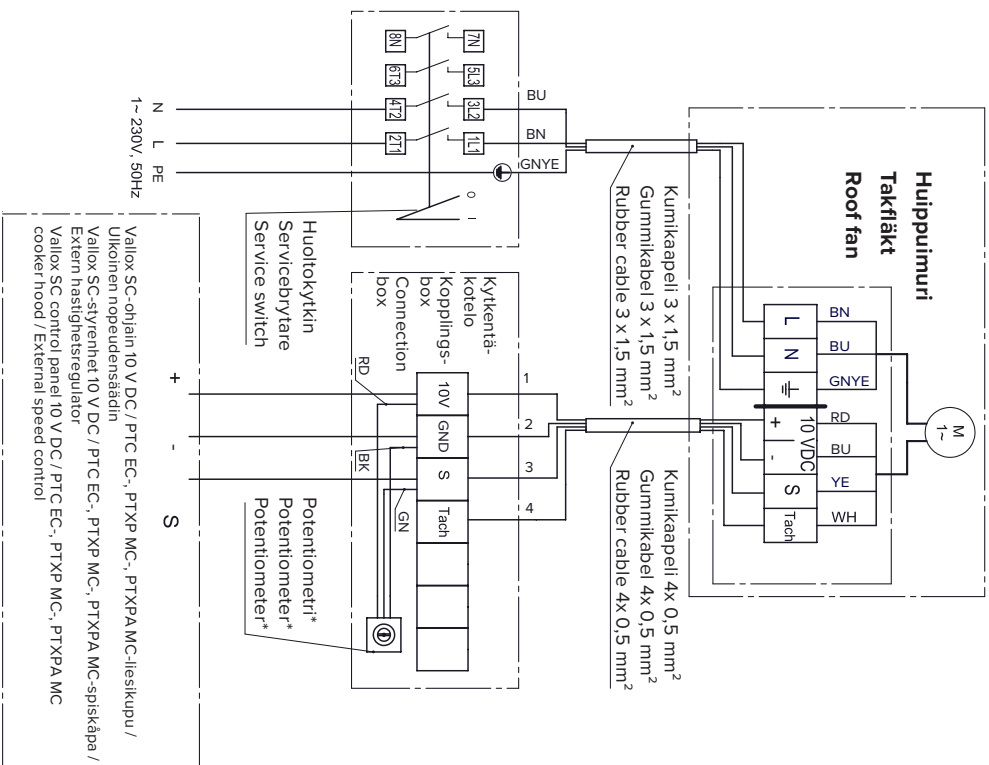 Huippuimuri
Takfläkt
Roof fan
M
1~
BN
BU
GNYE
RD
BU
YE
WH
L
N
+
-
10 VDC
S
Tach
Kumikaapeli 3 x 1,5 mm²
Gummikabel 3 x 1,5 mm²
Rubber cable 3 x 1,5 mm²
Kumikaapeli 4x 0,5 mm²
Gummikabel 4x 0,5 mm²
Rubber cable 4x 0,5 mm²
BU
BN
GNYE
7N
5L3
3L2
1L1
8N
6T3
4T2
2T1
0
I
N
L
PE
1~ 230V, 50Hz
Huoltokytkin
Servicebrytare
Service switch
Kytkentä-
kotelo
Kopplings-
box
Connection
box
1
2
3
4
10V
GND
S
Tach
RD
BK
GN
Potentiometri*
Potentiometer*
Potentiometer*
+
-
S
Vallox SC-ohjain 10 V DC / PTC EC-, PTXP MC-, PTXPA MC-liesikupu /
Ulkoinen nopeudensäädin
Vallox SC-styrenhet 10 V DC / PTC EC-, PTXP MC-, PTXPA MC-spiskåpa /
Extern hastighetsregulator
Vallox SC control panel 10 V DC / PTC EC-, PTXP MC-, PTXPA MC
cooker hood / External speed control